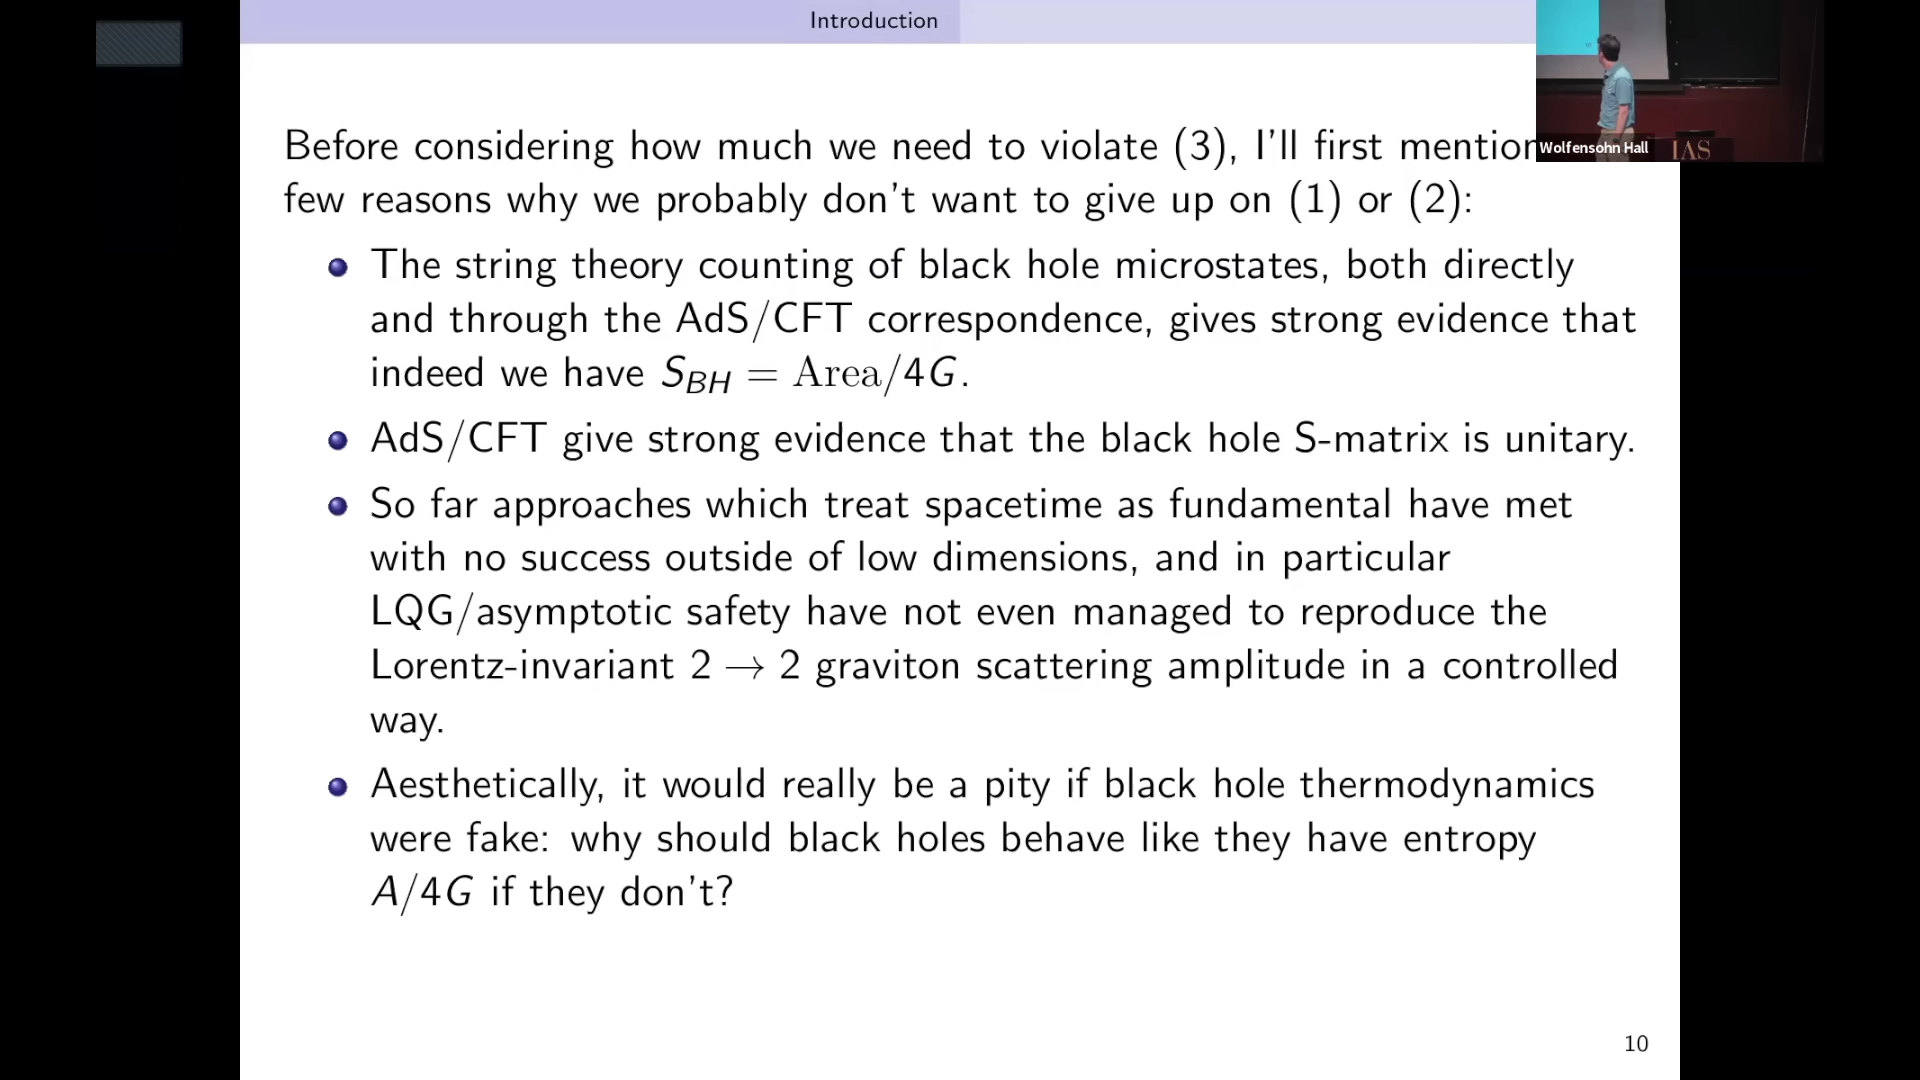 Introduction
Before considering how much we need to violate (3), I'll first mention
few reasons why we probably don't want to give up on (1) or (2):
The string theory counting of black hole microstates, both directly
and through the AdS/CFT correspondence, gives strong evidence that
indeed we have S_BH = Area/4G.
AdS/CFT give strong evidence that the black hole S-matrix is unitary.
So far approaches which treat spacetime as fundamental have met
with no success outside of low dimensions, and in particular
LQG/asymptotic safety have not even managed to reproduce the
Lorentz-invariant 2 → 2 graviton scattering amplitude in a controlled
way.
Aesthetically, it would really be a pity if black hole thermodynamics
were fake: why should black holes behave like they have entropy
A/4G if they don't?
10
Wolfensohn Hall
IAS